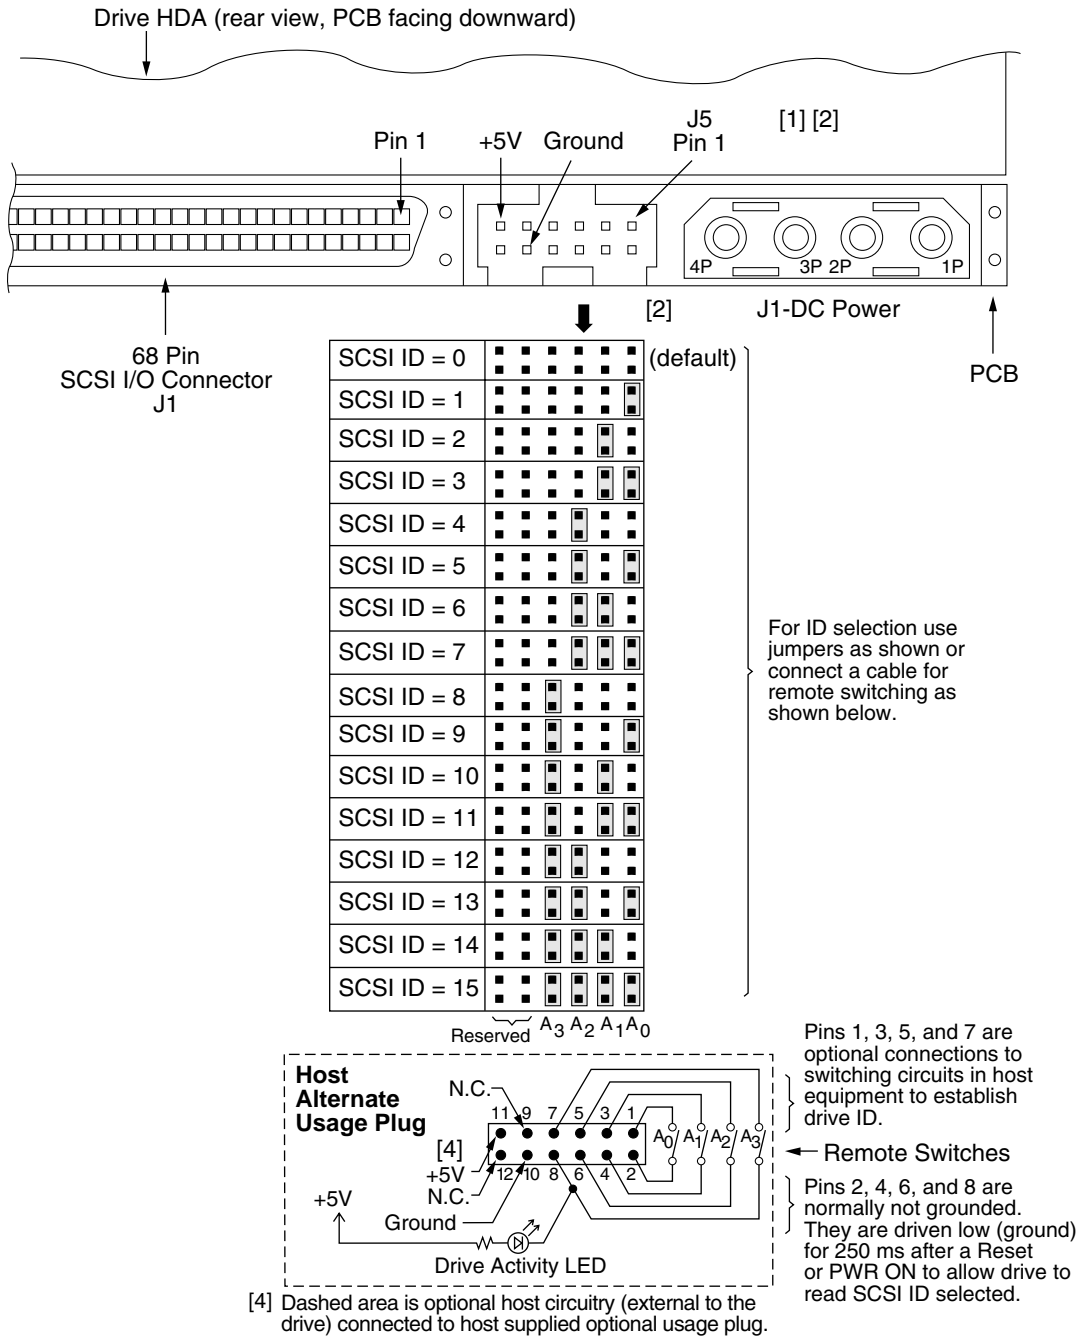 Drive HDA (rear view, PCB facing downward)
[1] [2]
J5
Pin 1 +5V Ground Pin 1
4P 3P 2P 1P
[2] J1-DC Power
68 Pin
SCSI I/O Connector
J1
PCB
SCSI ID = 0 (default)
SCSI ID = 1
SCSI ID = 2
SCSI ID = 3
SCSI ID = 4
SCSI ID = 5
SCSI ID = 6
SCSI ID = 7
SCSI ID = 8
SCSI ID = 9
SCSI ID = 10
SCSI ID = 11
SCSI ID = 12
SCSI ID = 13
SCSI ID = 14
SCSI ID = 15
For ID selection use
jumpers as shown or
connect a cable for
remote switching as
shown below.
Reserved A3 A2 A1 A0
Host
Alternate
Usage Plug
[4]
N.C.
11 9 7 5 3 1
12 10 8 6 4 2
+5V
N.C.
Ground
+5V
Drive Activity LED
A0 A1 A2 A3
Pins 1, 3, 5, and 7 are
optional connections to
switching circuits in host
equipment to establish
drive ID.
Remote Switches
Pins 2, 4, 6, and 8 are
normally not grounded.
They are driven low (ground)
for 250 ms after a Reset
or PWR ON to allow drive to
read SCSI ID selected.
[4] Dashed area is optional host circuitry (external to the
drive) connected to host supplied optional usage plug.